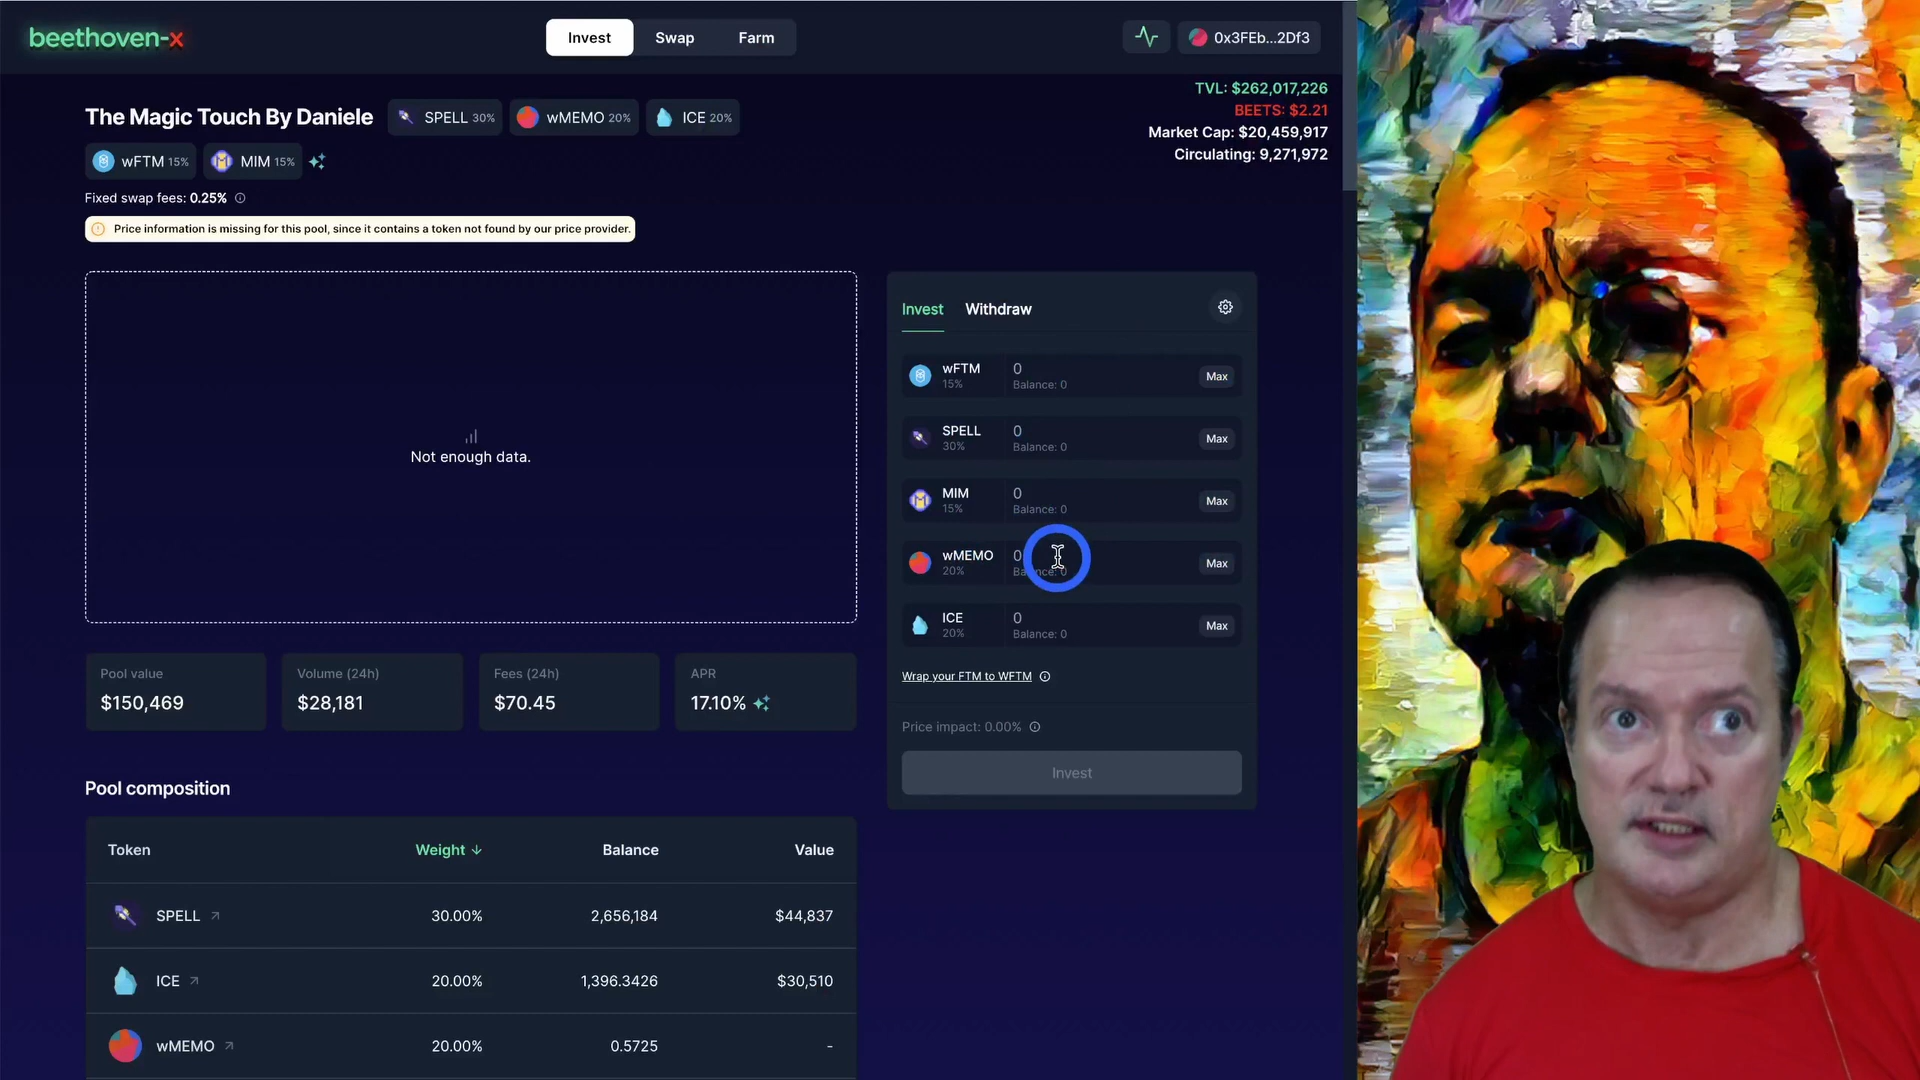 beethoven-x
Invest Swap Farm
0x3FEb...2Df3
TVL: $262,017,226
BEETS: $2.21
Market Cap: $20,459,917
Circulating: 9,271,972
The Magic Touch By Daniele SPELL 30% wMEMO 20% ICE 20%
wFTM 15% MIM 15%
Fixed swap fees: 0.25%
Price information is missing for this pool, since it contains a token not found by our price provider.
Not enough data.
Invest Withdraw
wFTM 0
15% Balance: 0 Max
SPELL 0
30% Balance: 0 Max
MIM 0
15% Balance: 0 Max
wMEMO 0
20% Balance: 0 Max
ICE 0
20% Balance: 0 Max
Wrap your FTM to WFTM
Price impact: 0.00%
Invest
Pool value Volume (24h) Fees (24h) APR
$150,469 $28,181 $70.45 17.10%
Pool composition
Token Weight Balance Value
SPELL 30.00% 2,656,184 $44,837
ICE 20.00% 1,396.3426 $30,510
wMEMO 20.00% 0.5725 -